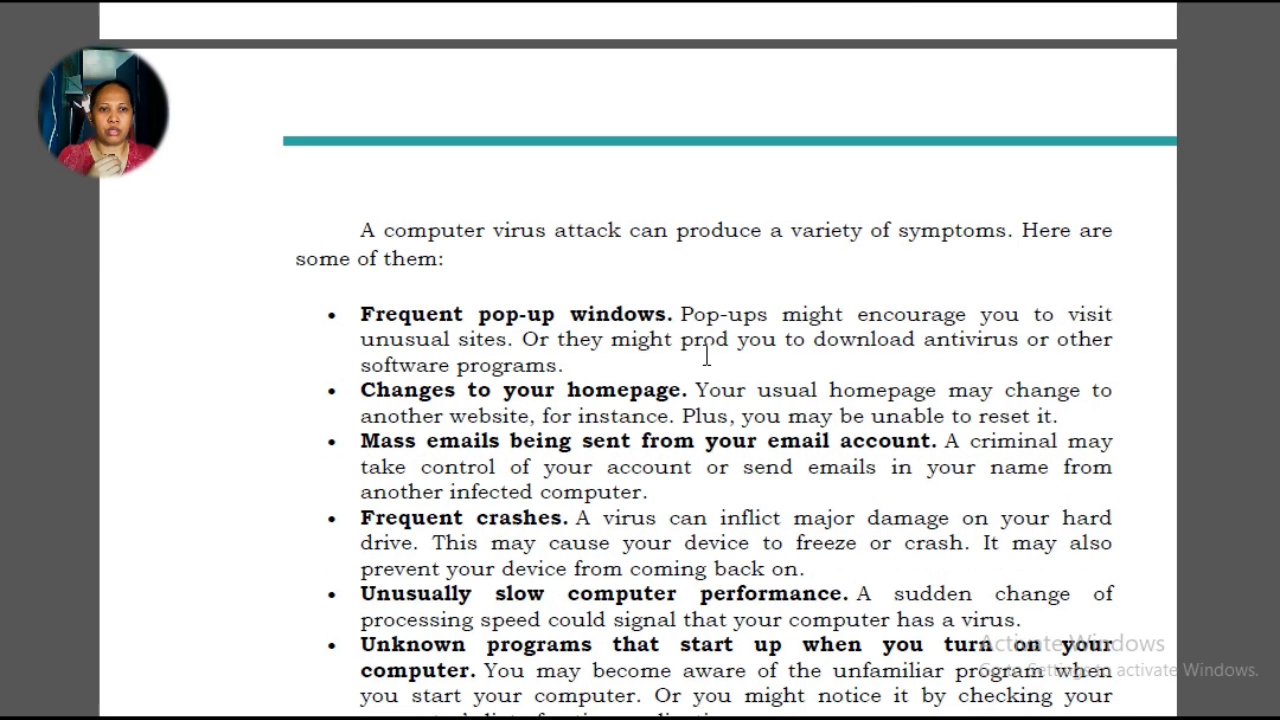 A computer virus attack can produce a variety of symptoms. Here are
some of them:
• Frequent pop-up windows. Pop-ups might encourage you to visit
unusual sites. Or they might prod you to download antivirus or other
software programs.
• Changes to your homepage. Your usual homepage may change to
another website, for instance. Plus, you may be unable to reset it.
• Mass emails being sent from your email account. A criminal may
take control of your account or send emails in your name from
another infected computer.
• Frequent crashes. A virus can inflict major damage on your hard
drive. This may cause your device to freeze or crash. It may also
prevent your device from coming back on.
• Unusually slow computer performance. A sudden change of
processing speed could signal that your computer has a virus.
• Unknown programs that start up when you turn on your
computer. You may become aware of the unfamiliar program when
you start your computer. Or you might notice it by checking your
Activate Windows
Go to Settings to activate Windows.